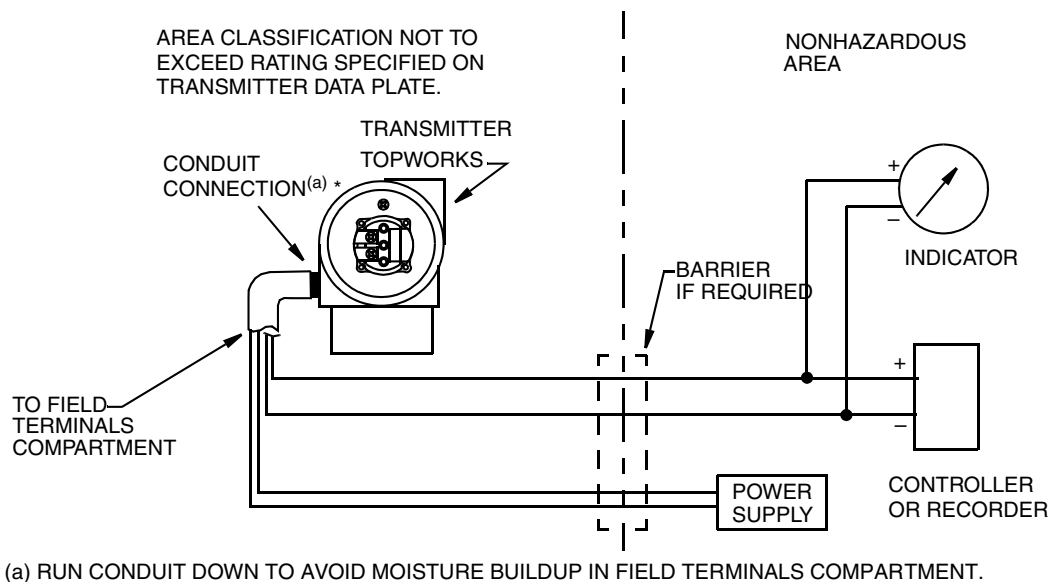 AREA CLASSIFICATION NOT TO
EXCEED RATING SPECIFIED ON
TRANSMITTER DATA PLATE.
NONHAZARDOUS
AREA
TRANSMITTER
TOPWORKS
CONDUIT
CONNECTION(a) *
+
–
INDICATOR
BARRIER
IF REQUIRED
+
–
TO FIELD
TERMINALS
COMPARTMENT
POWER
SUPPLY
CONTROLLER
OR RECORDER
(a) RUN CONDUIT DOWN TO AVOID MOISTURE BUILDUP IN FIELD TERMINALS COMPARTMENT.